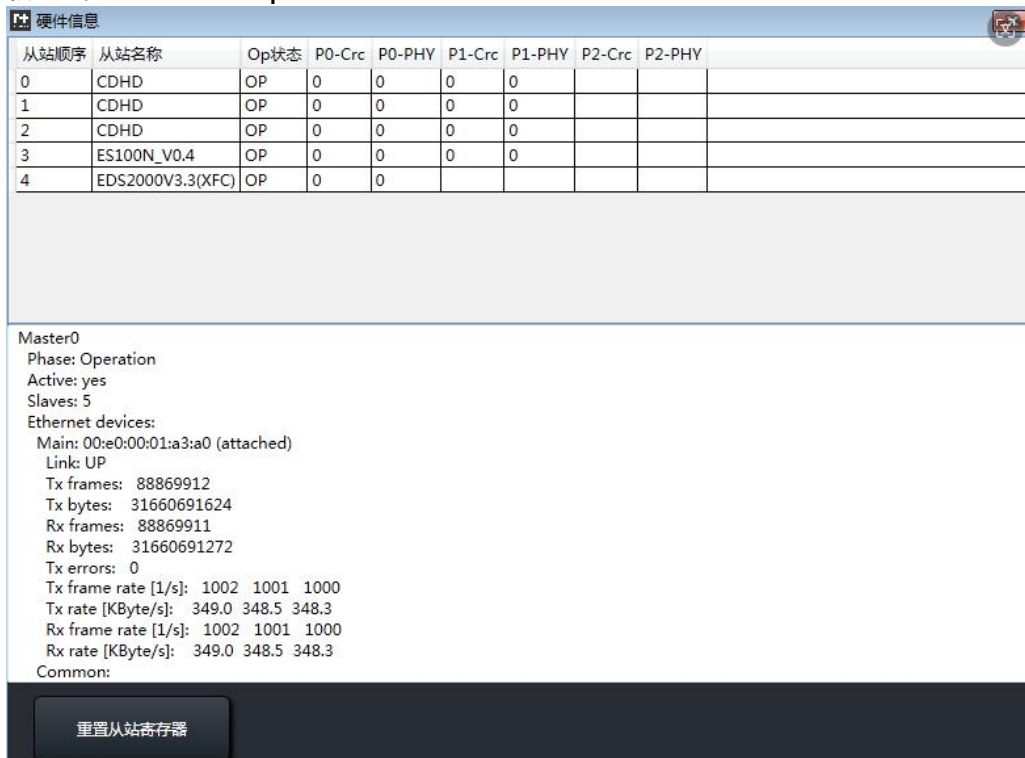 硬件信息
从站顺序 从站名称 Op状态 P0-Crc P0-PHY P1-Crc P1-PHY P2-Crc P2-PHY
0 CDHD OP 0 0 0 0
1 CDHD OP 0 0 0 0
2 CDHD OP 0 0 0 0
3 ES100N_V0.4 OP 0 0 0 0
4 EDS2000V3.3(XFC) OP 0 0
Master0
Phase: Operation
Active: yes
Slaves: 5
Ethernet devices:
Main: 00:e0:00:01:a3:a0 (attached)
Link: UP
Tx frames: 88869912
Tx bytes: 31660691624
Rx frames: 88869911
Rx bytes: 31660691272
Tx errors: 0
Tx frame rate [1/s]: 1002 1001 1000
Tx rate [KByte/s]: 349.0 348.5 348.3
Rx frame rate [1/s]: 1002 1001 1000
Rx rate [KByte/s]: 349.0 348.5 348.3
Common:
重置从站寄存器